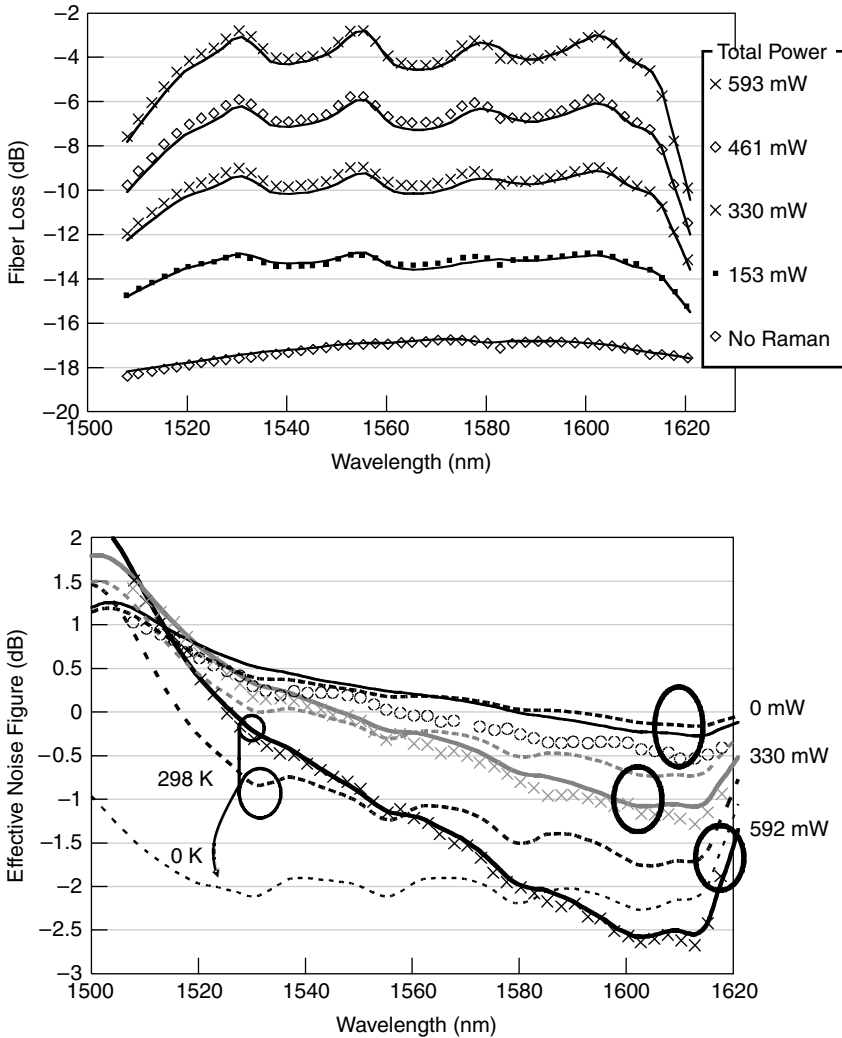 −2
−4
−6
−8
−10
−12
−14
−16
−18
−20
Fiber Loss (dB)
1500 1520 1540 1560 1580 1600 1620
Wavelength (nm)
Total Power
593 mW
461 mW
330 mW
153 mW
No Raman
2
1.5
1
0.5
0
−0.5
−1
−1.5
−2
−2.5
−3
Effective Noise Figure (dB)
298 K
0 K
0 mW
330 mW
592 mW
1500 1520 1540 1560 1580 1600 1620
Wavelength (nm)